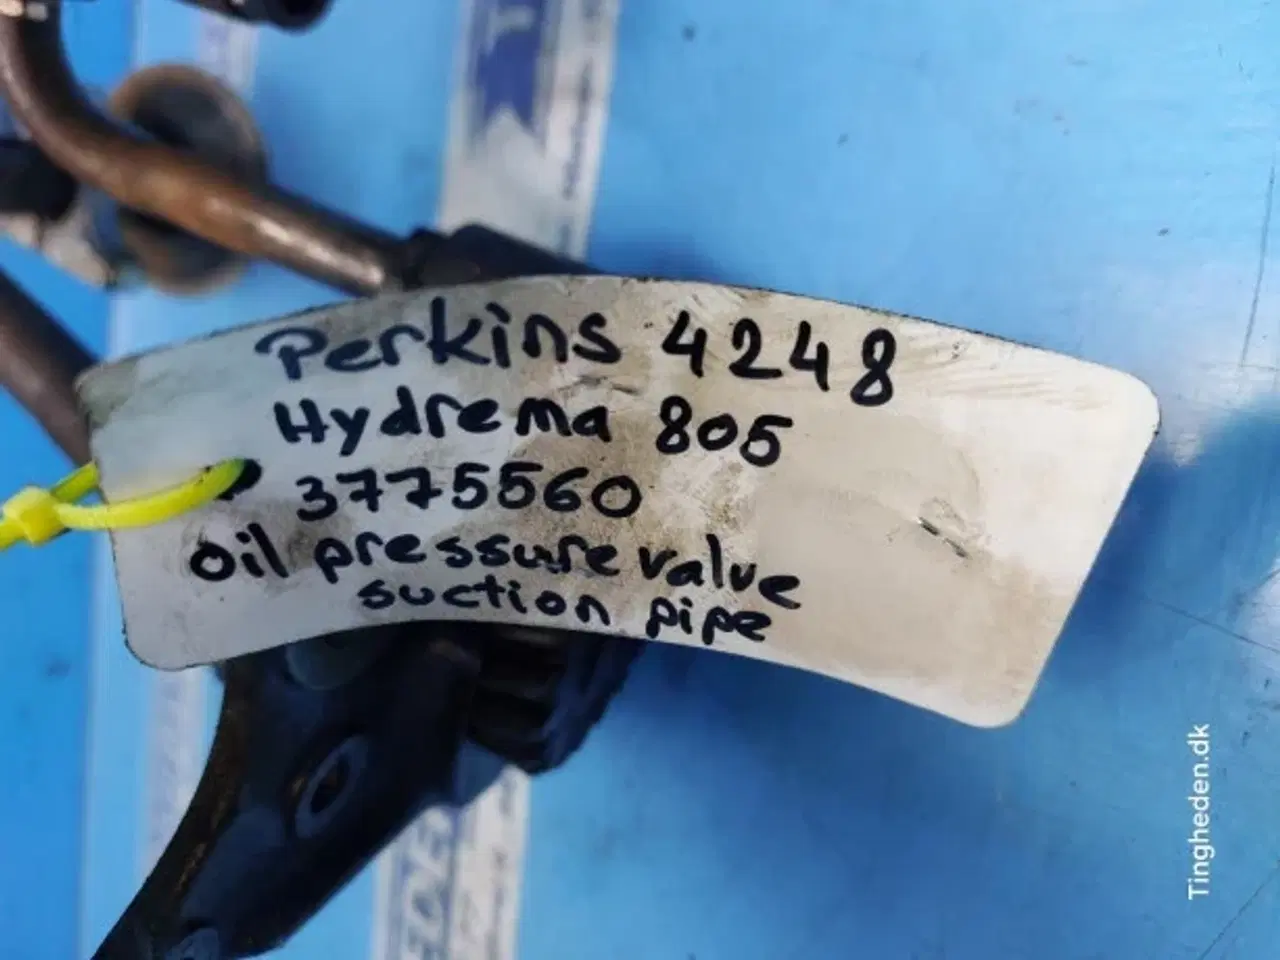 Perkins 4248
Hydrema 805
3775560
oil pressure valve
suction pipe
Tingheden.dk